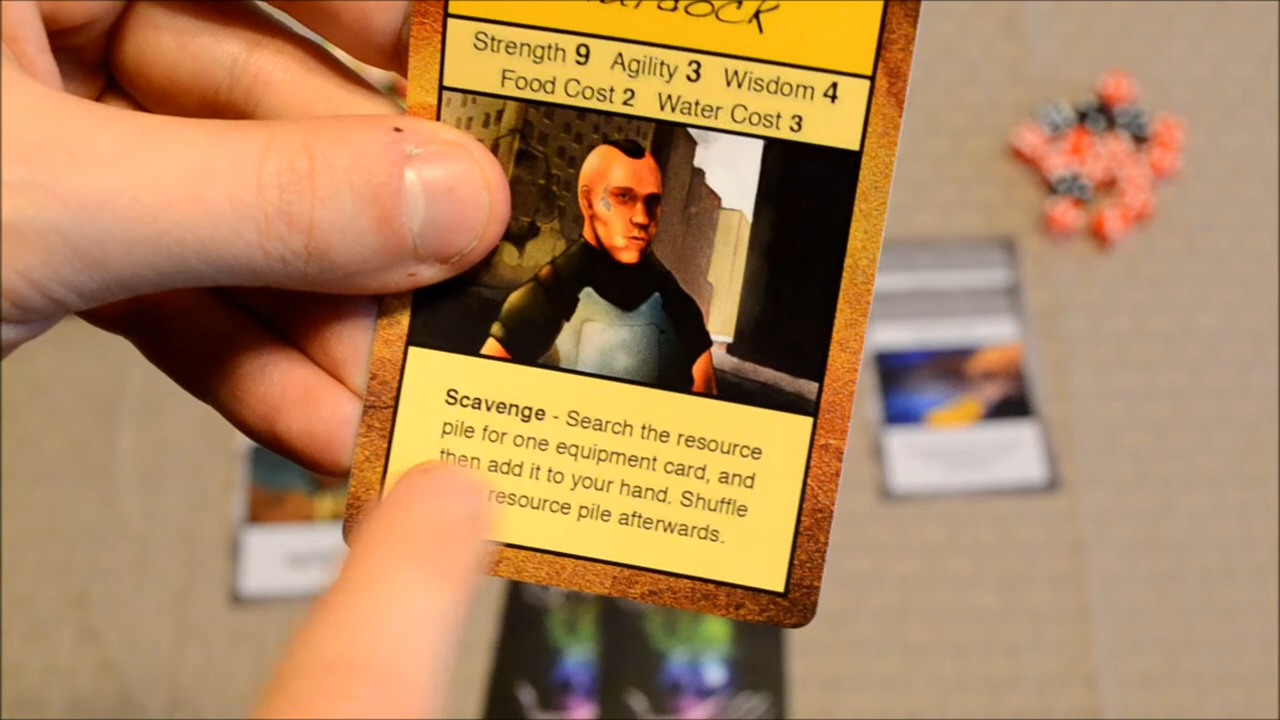 Strength 9 Agility 3 Wisdom 4
Food Cost 2 Water Cost 3
Scavenge - Search the resource
pile for one equipment card, and
then add it to your hand. Shuffle
resource pile afterwards.